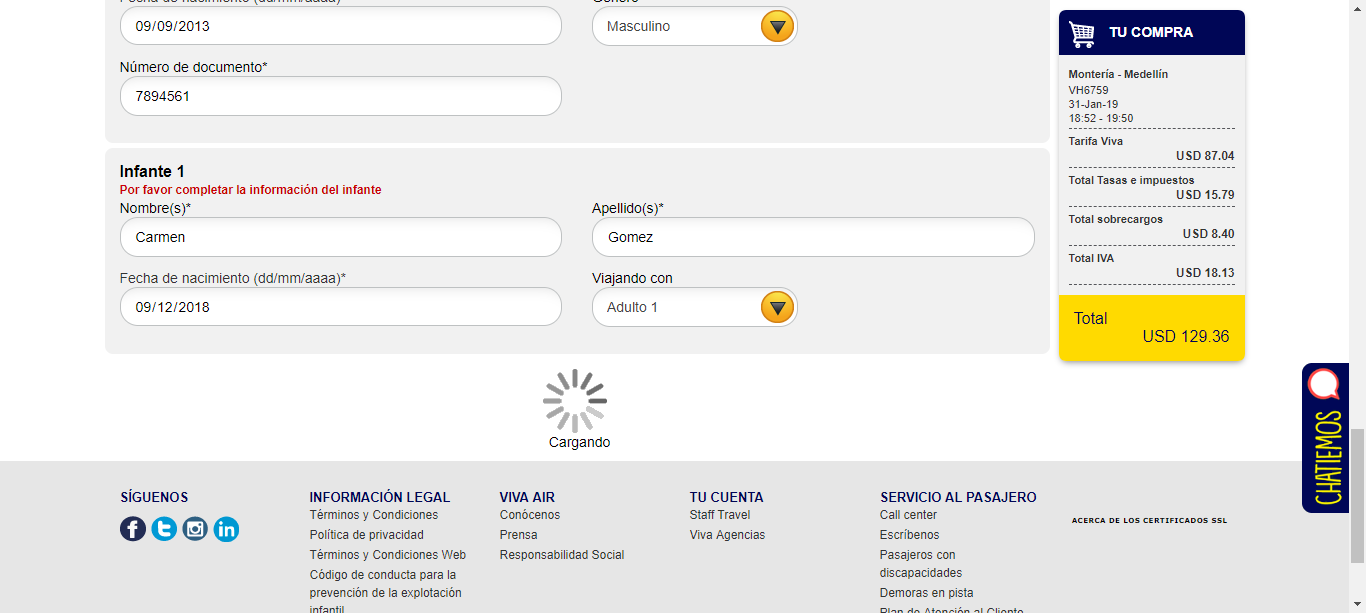 Fecha de nacimiento (dd/mm/aaaa)*
Género
09/09/2013
Masculino
Número de documento*
7894561
Infante 1
Por favor completar la información del infante
Nombre(s)*
Apellido(s)*
Carmen
Gomez
Fecha de nacimiento (dd/mm/aaaa)*
Viajando con
09/12/2018
Adulto 1
Cargando
TU COMPRA
Montería - Medellín
VH6759
31-Jan-19
18:52 - 19:50
Tarifa Viva
USD 87.04
Total Tasas e impuestos
USD 15.79
Total sobrecargos
USD 8.40
Total IVA
USD 18.13
Total
USD 129.36
CHATIEMOS
SÍGUENOS
INFORMACIÓN LEGAL
Términos y Condiciones
Política de privacidad
Términos y Condiciones Web
Código de conducta para la
prevención de la explotación
infantil
VIVA AIR
Conócenos
Prensa
Responsabilidad Social
TU CUENTA
Staff Travel
Viva Agencias
SERVICIO AL PASAJERO
Call center
Escríbenos
Pasajeros con
discapacidades
Demoras en pista
Plan de Atención al Cliente
ACERCA DE LOS CERTIFICADOS SSL